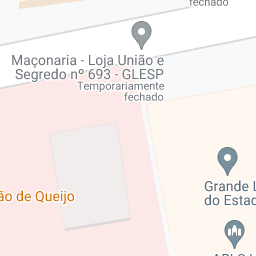 fechado
Maçonaria - Loja União e
Segredo nº 693 - GLESP
Temporariamente
fechado
Grande L
do Estad
ão de Queijo